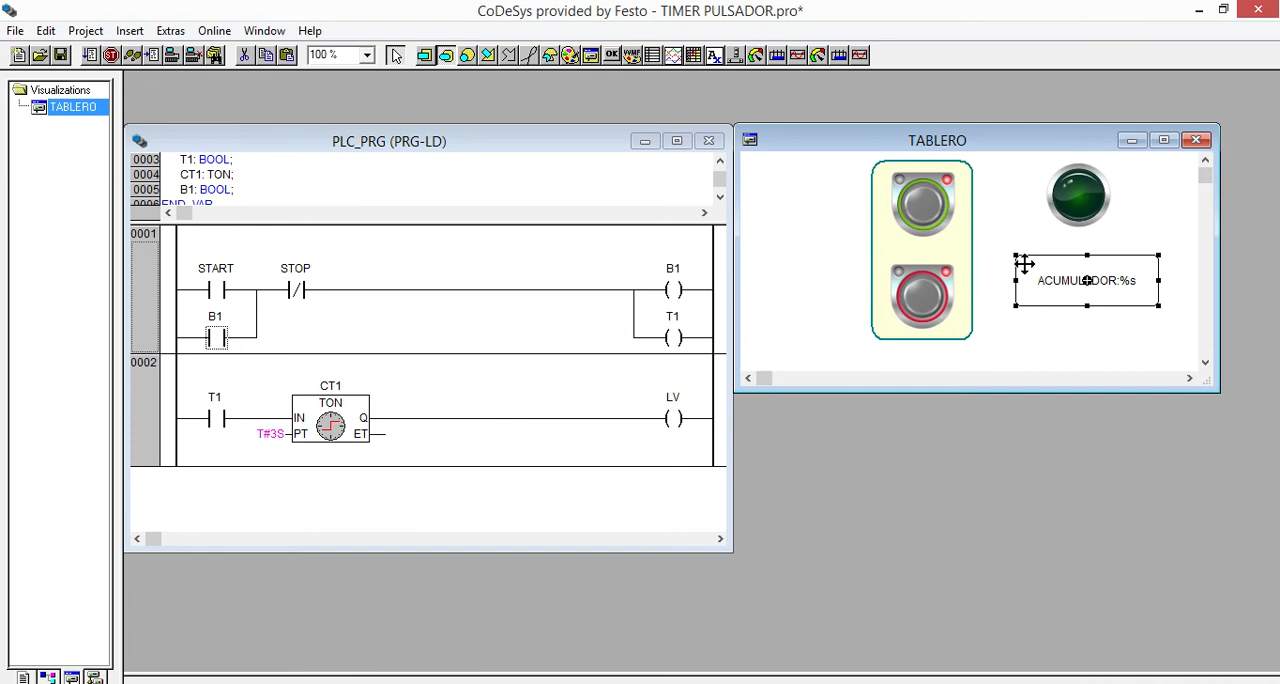 CoDeSys provided by Festo - TIMER PULSADOR.pro*
File Edit Project Insert Extras Online Window Help
100 %
Visualizations
TABLERO
PLC_PRG (PRG-LD)
0003 T1: BOOL;
0004 CT1: TON;
0005 B1: BOOL;
0006 END_VAR
0001
START STOP B1
B1 T1
0002
CT1
T1 TON LV
IN Q
T#3S PT ET
TABLERO
ACUMULADOR:%s